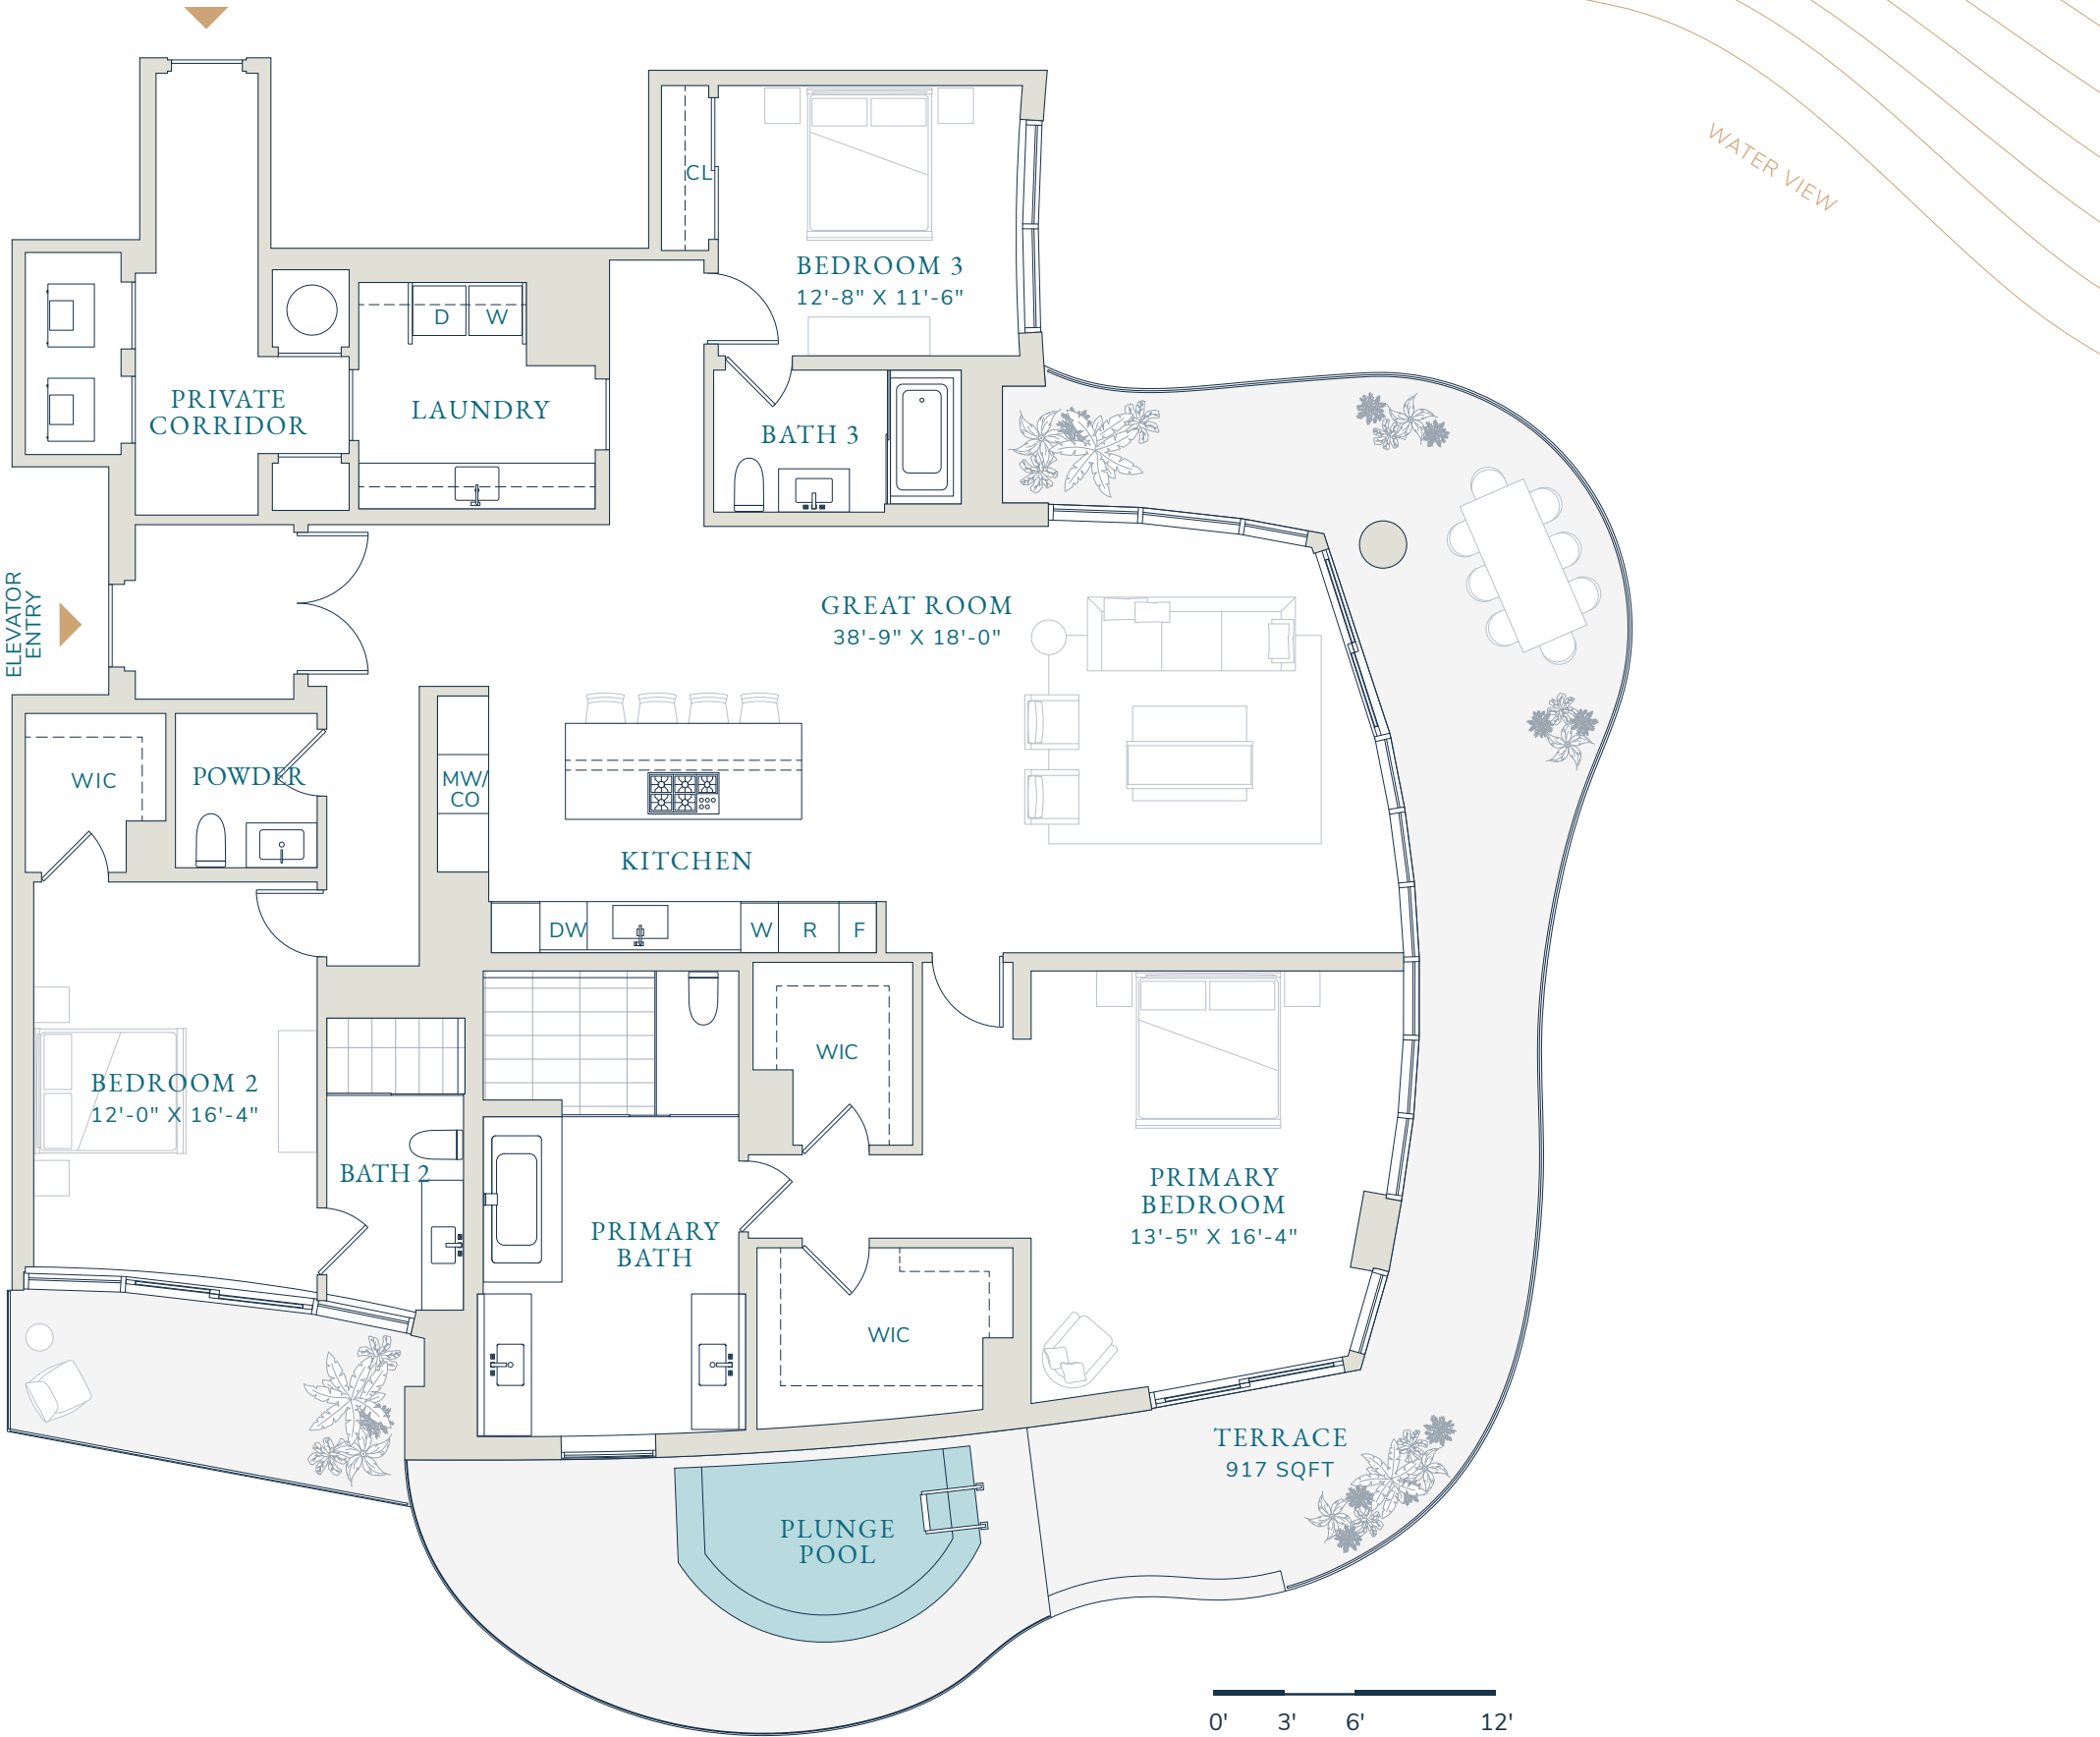 WATER VIEW
CL
BEDROOM 3
12'-8" X 11'-6"
D
W
PRIVATE
CORRIDOR
LAUNDRY
BATH 3
ELEVATOR
ENTRY
GREAT ROOM
38'-9" X 18'-0"
WIC
POWDER
MW/
CO
KITCHEN
DW
W
R
F
WIC
BEDROOM 2
12'-0" X 16'-4"
BATH 2
PRIMARY
BEDROOM
13'-5" X 16'-4"
PRIMARY
BATH
WIC
TERRACE
917 SQFT
PLUNGE
POOL
0' 3' 6' 12'